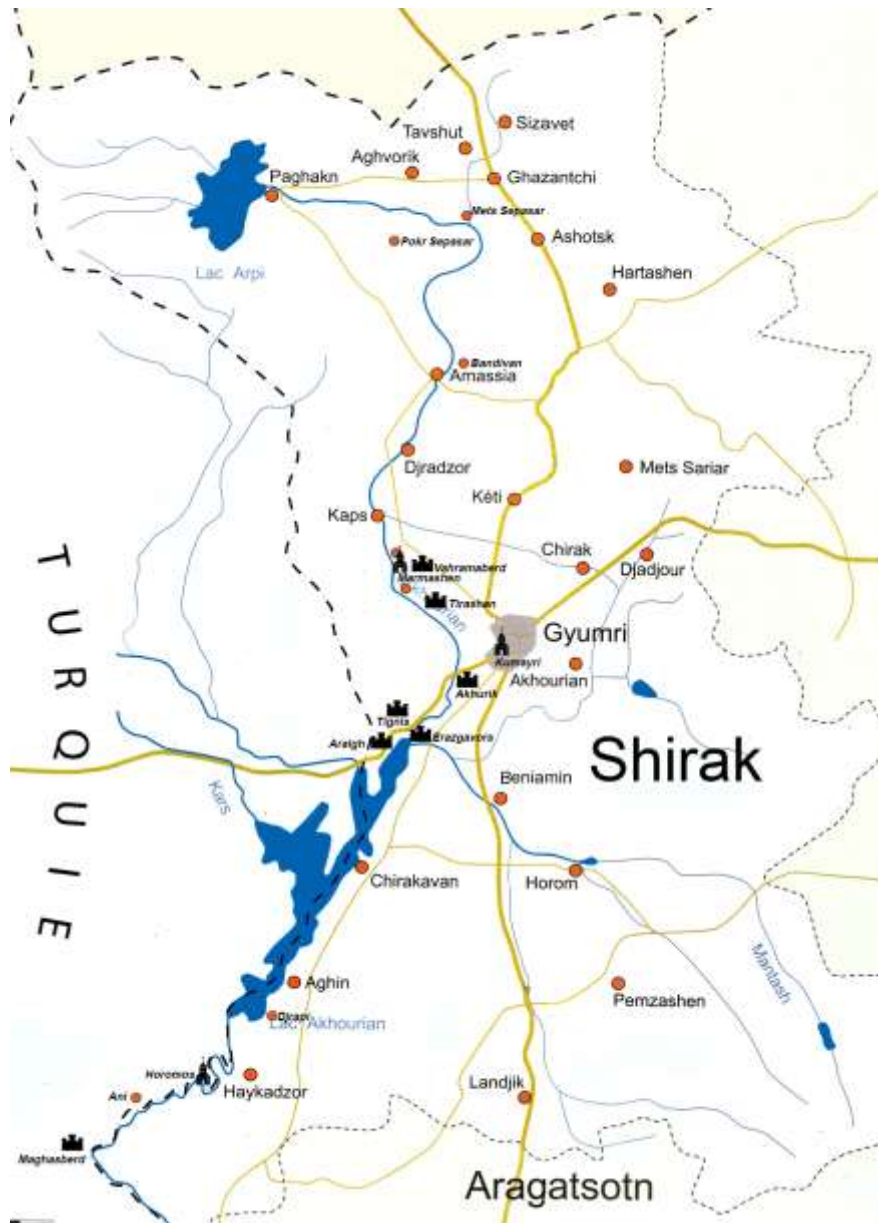 Sizavet
Tavshut
Aghvorik
Ghazantchi
Paghakn
Mets Sepasar
Pokr Sepasar
Ashotsk
Lac Arpi
Hartashen
Bandivan
Amassia
Djradzor
Mets Sariar
Kéti
Kaps
Chirak
Djadjour
Vahramaberd
Marmashen
Tirashen
Gyumri
Kumayri
Akhourian
Akhurik
Tignis
Erazgavors
TURQUIE
Shirak
Beniamin
Kars
Chirakavan
Horom
Mantash
Aghin
Pemzashen
Lac Akhourian
Horomos
Haykadzor
Ani
Landjik
Maghasberd
Aragatsotn